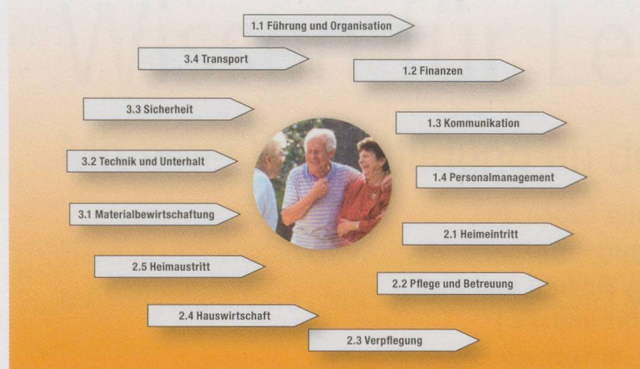 1.1 Führung und Organisation
3.4 Transport
1.2 Finanzen
3.3 Sicherheit
1.3 Kommunikation
3.2 Technik und Unterhalt
1.4 Personalmanagement
3.1 Materialbewirtschaftung
2.1 Heimeintritt
2.5 Heimaustritt
2.2 Pflege und Betreuung
2.4 Hauswirtschaft
2.3 Verpflegung